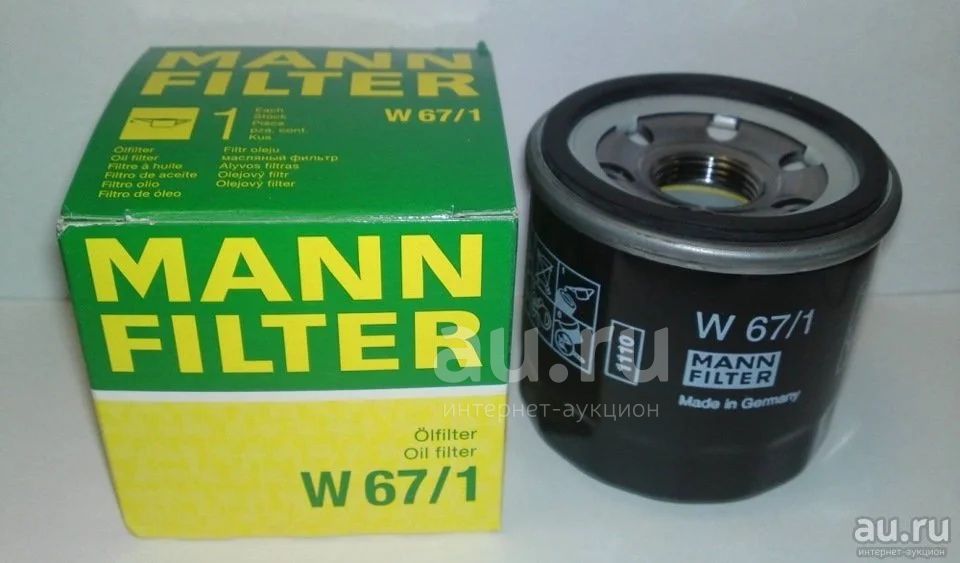 MANN
FILTER
1
Each
Stück
Pièce
pza. cont.
Kus
W 67/1
Ölfilter
Oil filter
Filtre à huile
Filtro de aceite
Filtro olio
Filtro de óleo
Filtr oleju
масляный фильтр
Alyvos filtras
Olejový filtr
Olejový filter
MANN
FILTER
Ölfilter
Oil filter
W 67/1
1110
W 67/1
MANN
FILTER
Made in Germany
au.ru
интернет-аукцион
au.ru
интернет-аукцион